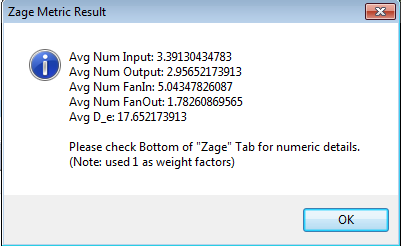 Zage Metric Result
Avg Num Input: 3.39130434783
Avg Num Output: 2.95652173913
Avg Num FanIn: 5.04347826087
Avg Num FanOut: 1.78260869565
Avg D_e: 17.652173913
Please check Bottom of "Zage" Tab for numeric details.
(Note: used 1 as weight factors)
OK